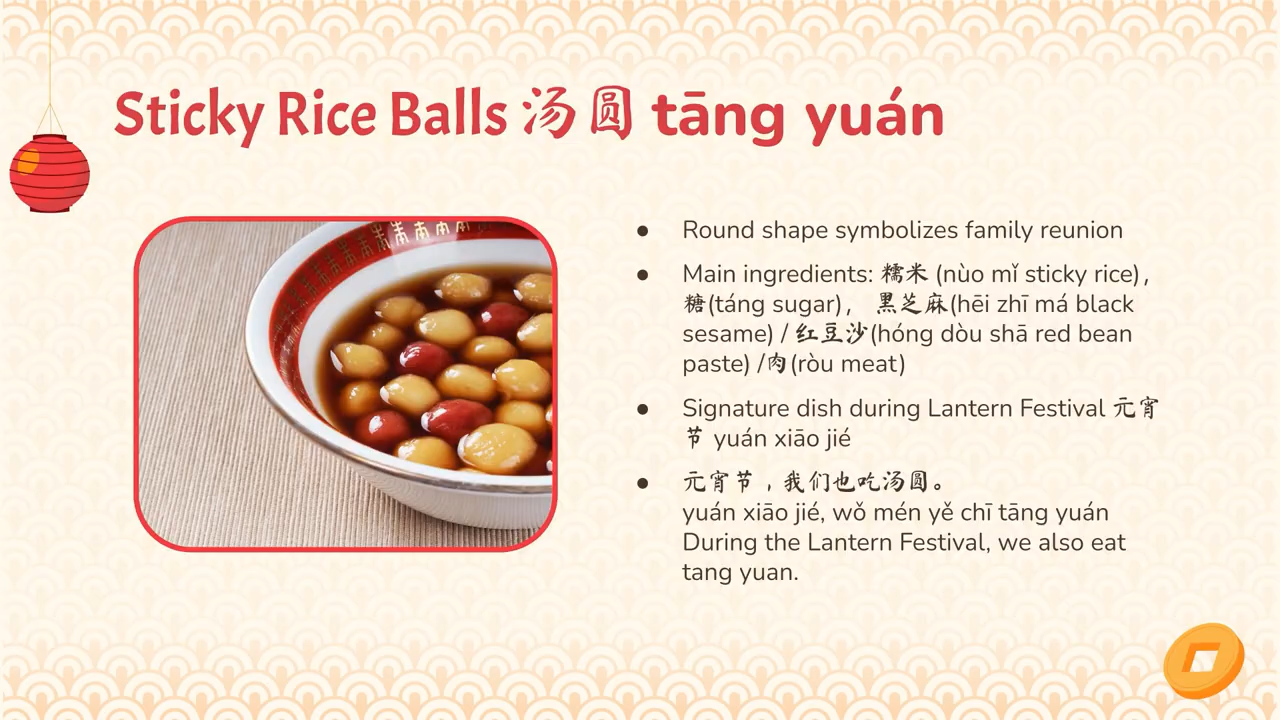 Sticky Rice Balls 汤圆 tāng yuán
● Round shape symbolizes family reunion
● Main ingredients: 糯米 (nùo mǐ sticky rice),
糖(táng sugar), 黑芝麻(hēi zhī má black
sesame) / 红豆沙(hóng dòu shā red bean
paste) /肉(ròu meat)
● Signature dish during Lantern Festival 元宵
节 yuán xiāo jié
● 元宵节，我们也吃汤圆。
yuán xiāo jié, wǒ mén yě chī tāng yuán
During the Lantern Festival, we also eat
tang yuan.